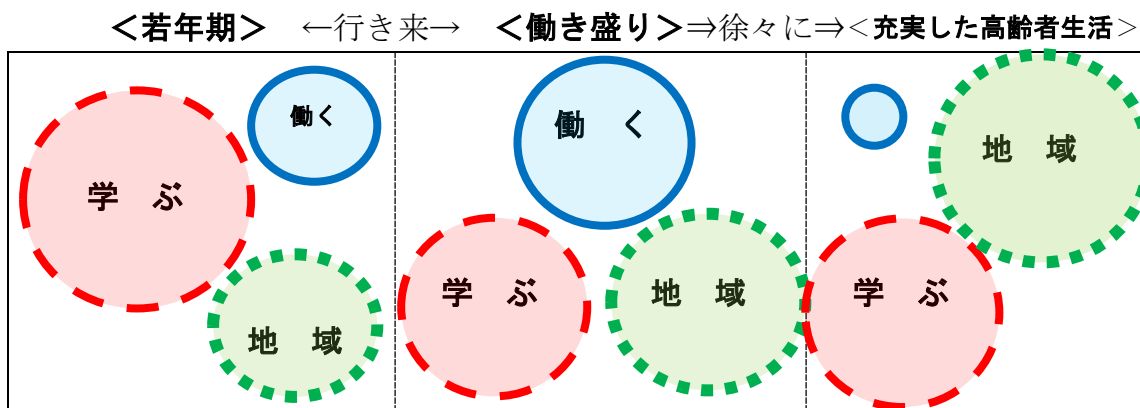 <若年期> ←行き来→ <働き盛り>⇒徐々に⇒<充実した高齢者生活>
働く
学 ぶ
地 域
働 く
学 ぶ
地 域
地 域
学 ぶ